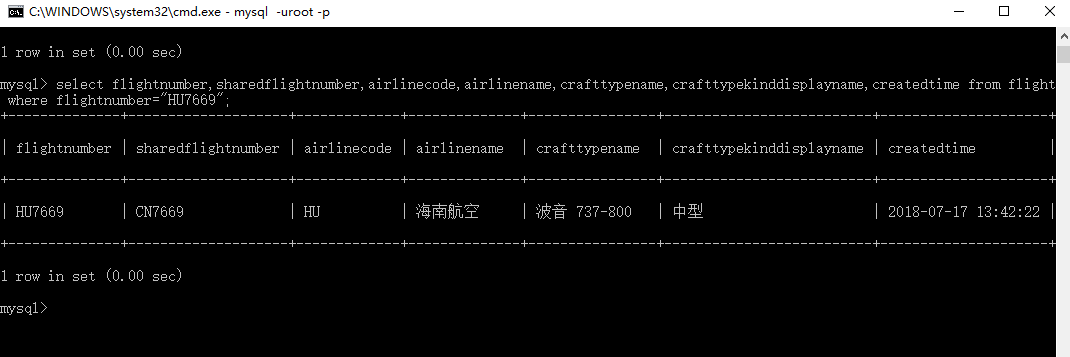 C:\WINDOWS\system32\cmd.exe - mysql  -uroot -p
1 row in set (0.00 sec)
mysql> select flightnumber,sharedflightnumber,airlinecode,airlinename,crafttypename,crafttypekinddisplayname,createdtime from flight
 where flightnumber="HU7669";
+--------------+--------------------+-------------+--------------+----------------+--------------------------+---------------------+
| flightnumber | sharedflightnumber | airlinecode | airlinename  | crafttypename  | crafttypekinddisplayname | createdtime         |
+--------------+--------------------+-------------+--------------+----------------+--------------------------+---------------------+
| HU7669       | CN7669             | HU          | 海南航空     | 波音 737-800   | 中型                     | 2018-07-17 13:42:22 |
+--------------+--------------------+-------------+--------------+----------------+--------------------------+---------------------+
1 row in set (0.00 sec)
mysql>